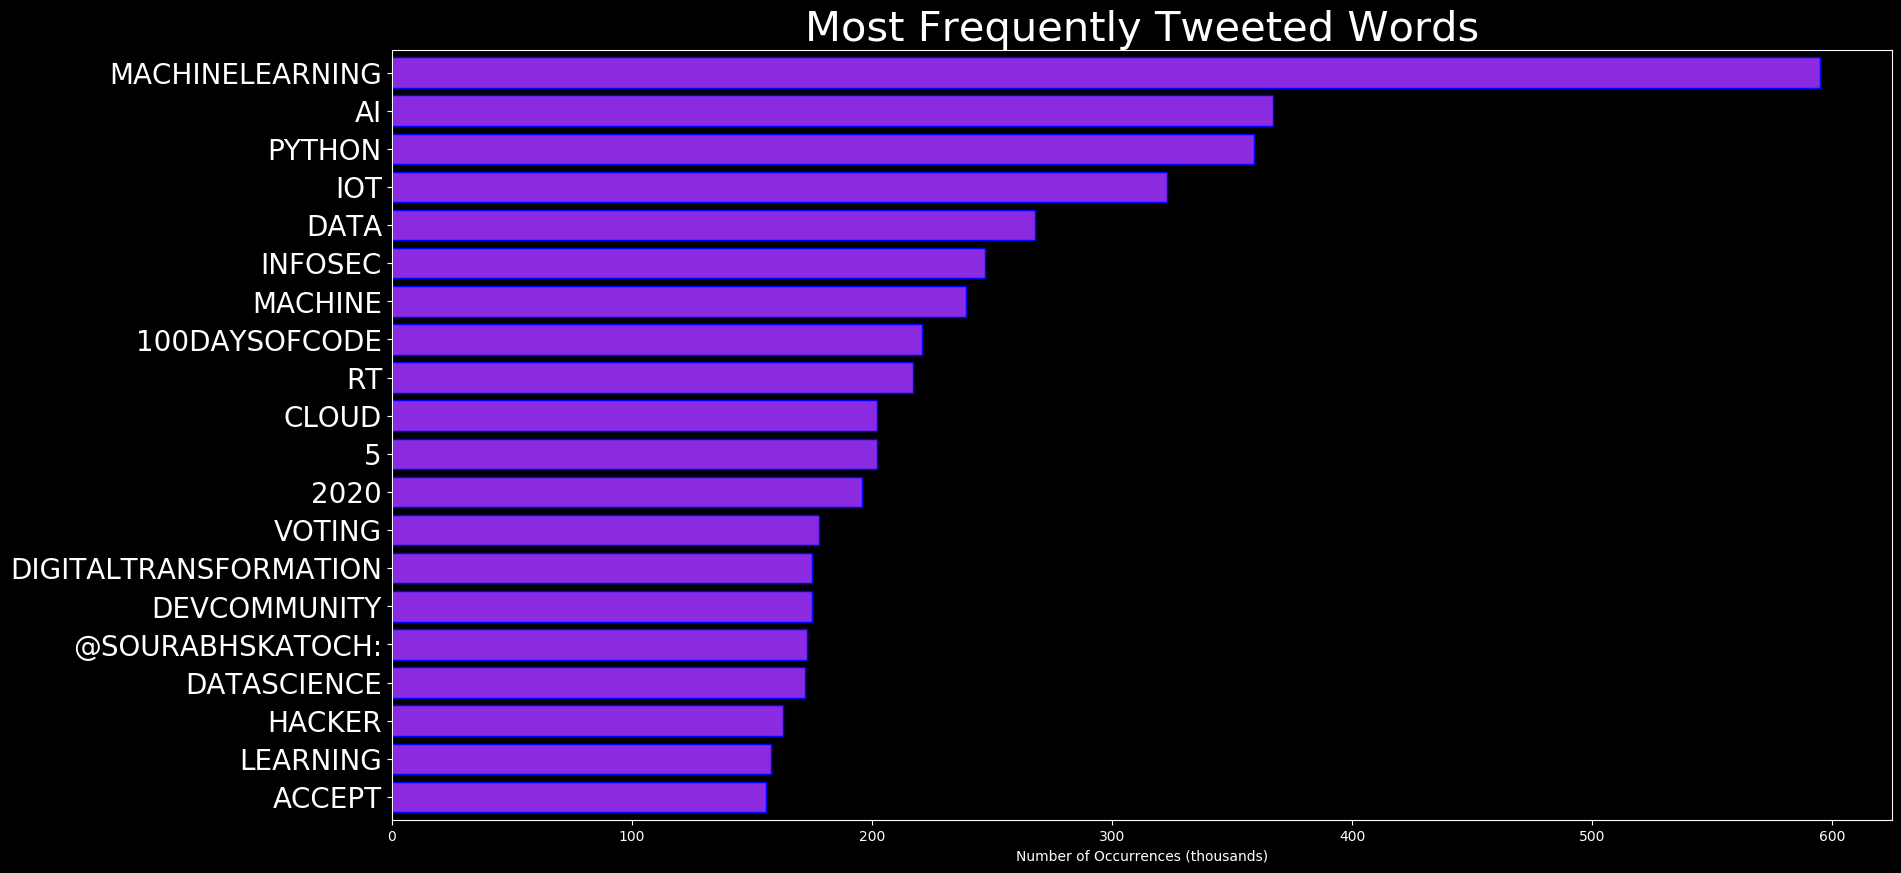 Most Frequently Tweeted Words
MACHINELEARNING
AI
PYTHON
IOT
DATA
INFOSEC
MACHINE
100DAYSOFCODE
RT
CLOUD
5
2020
VOTING
DIGITALTRANSFORMATION
DEVCOMMUNITY
@SOURABHSKATOCH:
DATASCIENCE
HACKER
LEARNING
ACCEPT
0 100 200 300 400 500 600
Number of Occurrences (thousands)